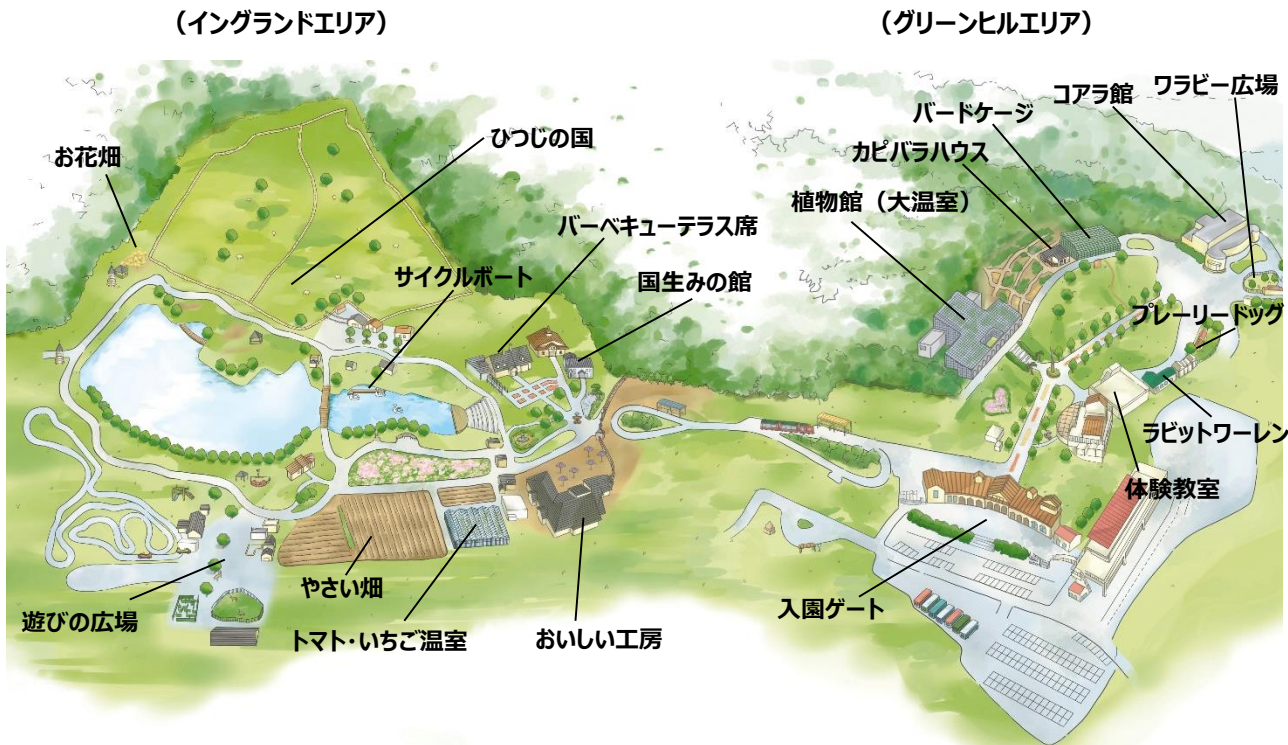 （イングランドエリア）
（グリーンヒルエリア）
お花畑
ひつじの国
バーベキューテラス席
サイクルボート
国生みの館
遊びの広場
やさい畑
トマト・いちご温室
おいしい工房
ワラビー広場
コアラ館
バードケージ
カピバラハウス
植物館（大温室）
プレーリードッグ
ラビットワーレン
体験教室
入園ゲート